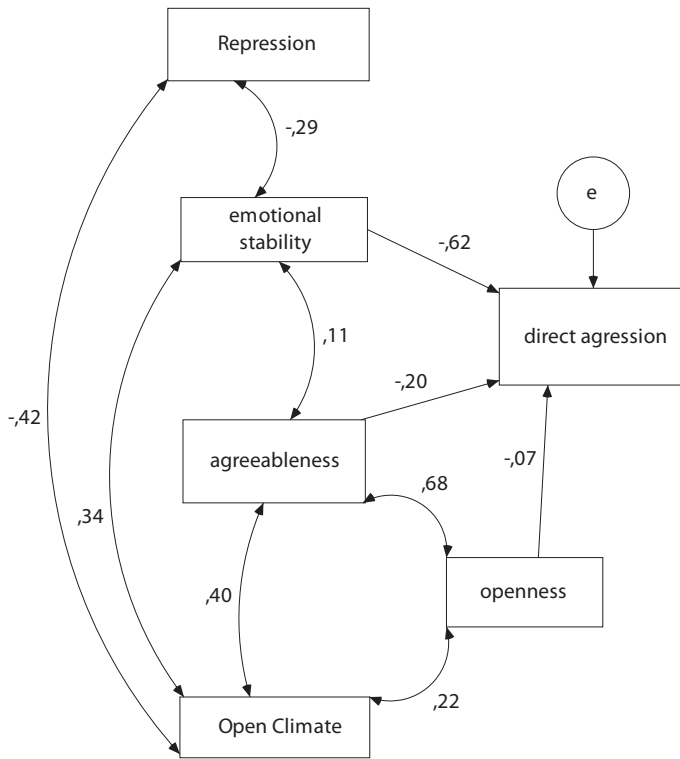 Repression
-,29
emotional
stability
e
-,62
direct agression
,11
-,20
-,42
agreeableness
-,07
,68
,34
,40
openness
,22
Open Climate